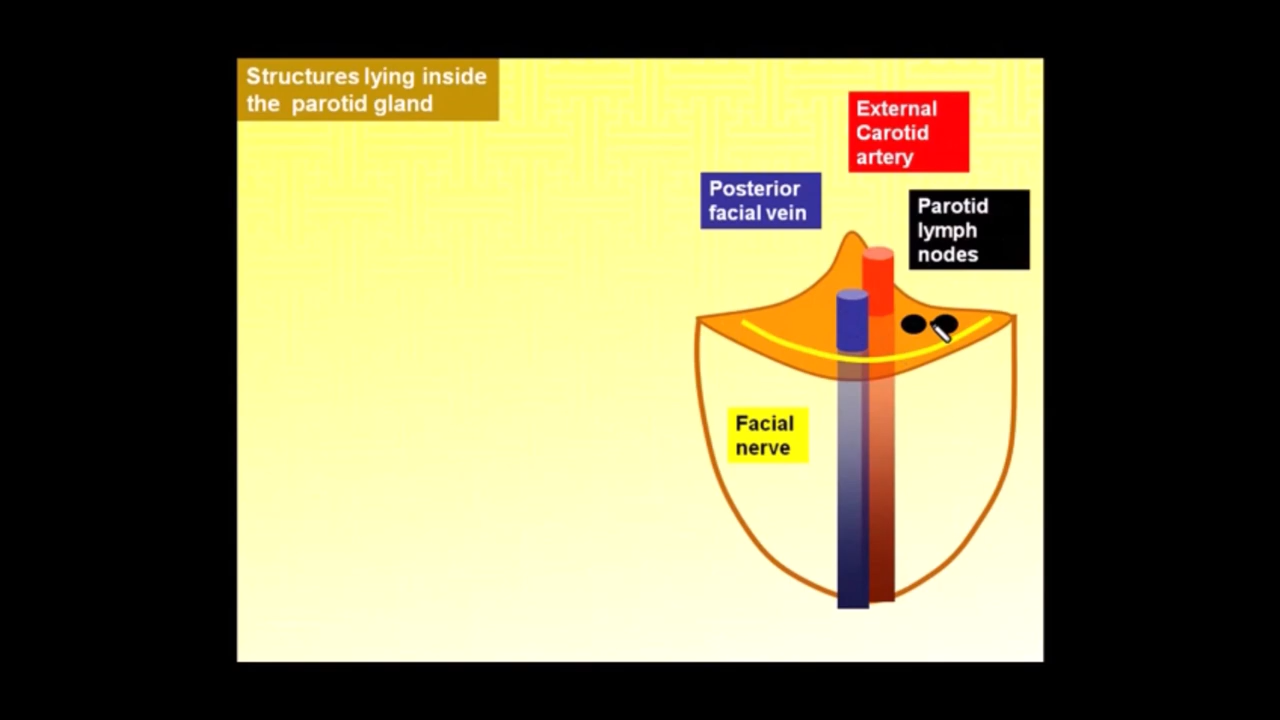 Structures lying inside
the parotid gland
External
Carotid
artery
Posterior
facial vein
Parotid
lymph
nodes
Facial
nerve